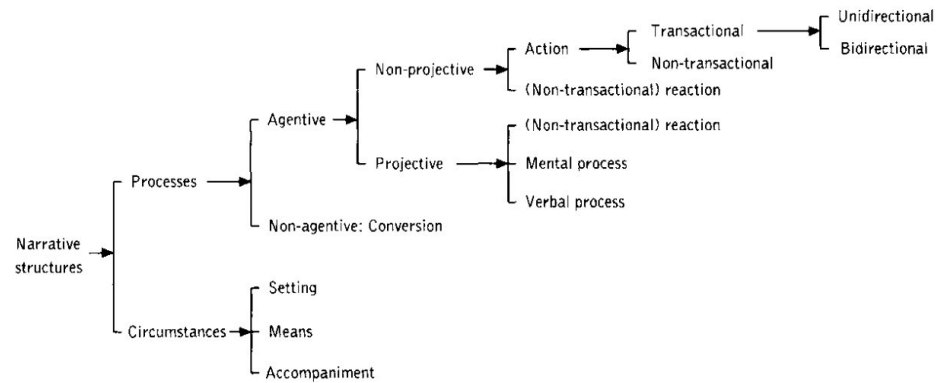 Unidirectional
Transactional
Action
Bidirectional
Non-projective
Non-transactional
(Non-transactional) reaction
Agentive
(Non-transactional) reaction
Projective
Mental process
Processes
Verbal process
Non-agentive: Conversion
Narrative
structures
Setting
Circumstances
Means
Accompaniment